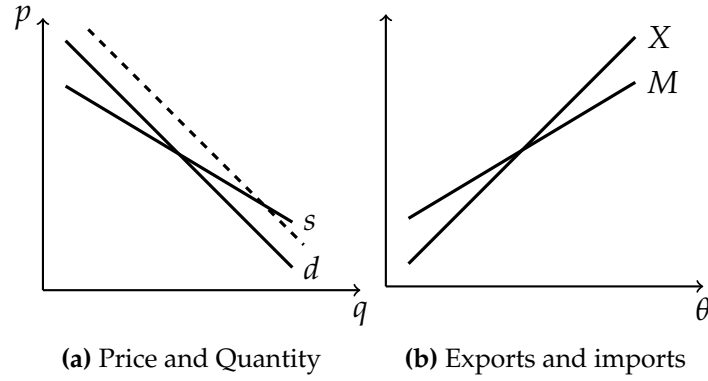 p
s
d
q
(a) Price and Quantity
X
M
θ
(b) Exports and imports